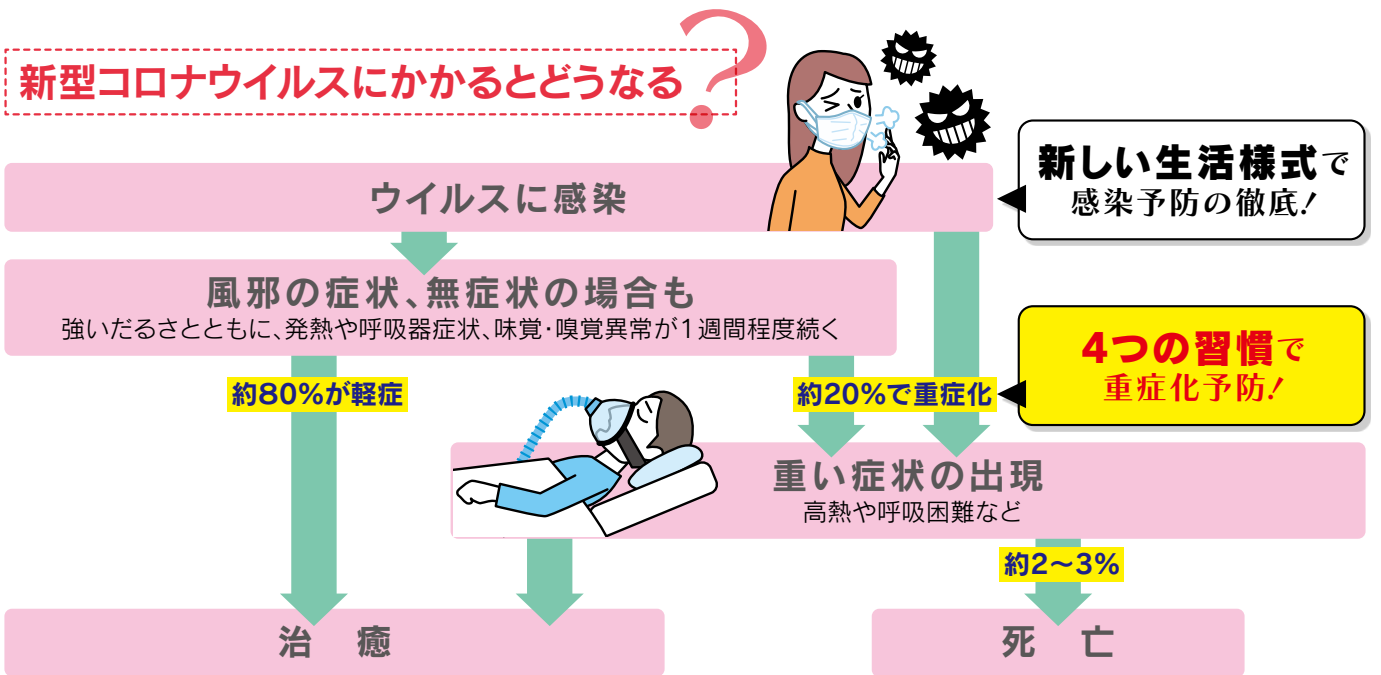 新型コロナウイルスにかかるとどうなる?
ウイルスに感染
新しい生活様式で
感染予防の徹底!
風邪の症状、無症状の場合も
強いだるさとともに、発熱や呼吸器症状、味覚・嗅覚異常が1週間程度続く
約80%が軽症
約20%で重症化
4つの習慣で
重症化予防!
重い症状の出現
高熱や呼吸困難など
約2〜3%
治 癒
死 亡